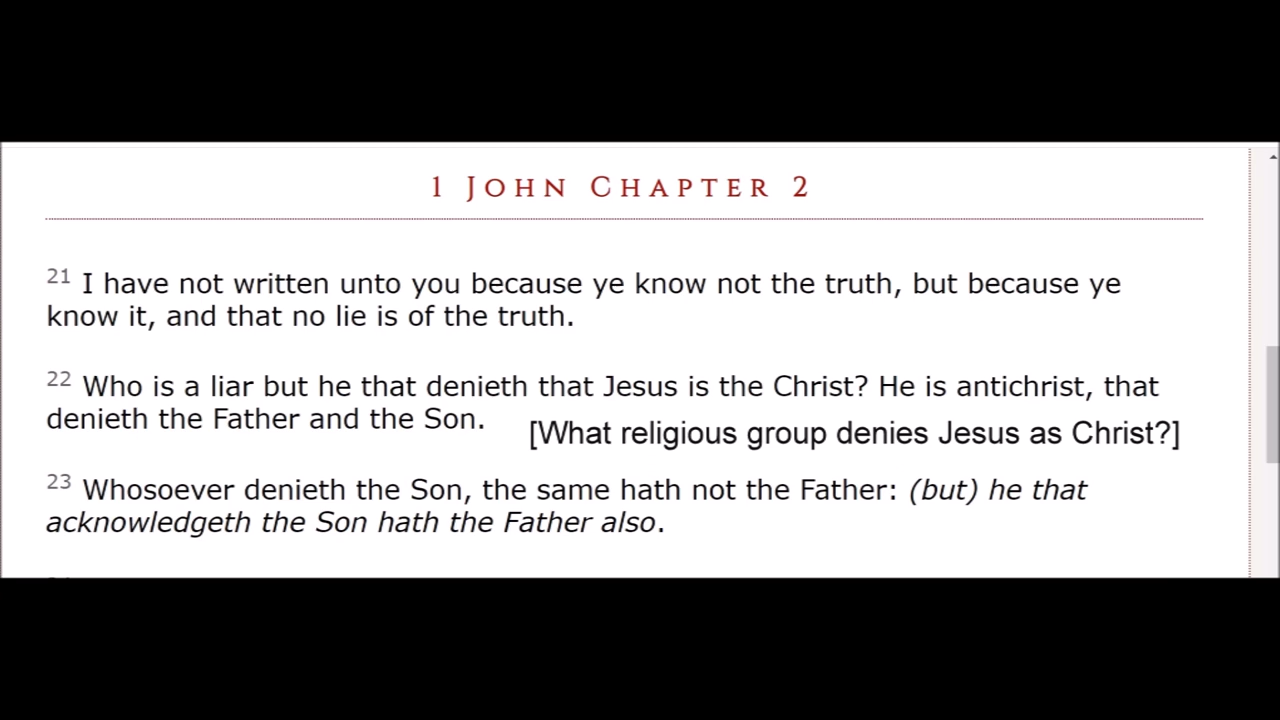 1 John Chapter 2
21 I have not written unto you because ye know not the truth, but because ye
know it, and that no lie is of the truth.
22 Who is a liar but he that denieth that Jesus is the Christ? He is antichrist, that
denieth the Father and the Son.
[What religious group denies Jesus as Christ?]
23 Whosoever denieth the Son, the same hath not the Father: (but) he that
acknowledgeth the Son hath the Father also.